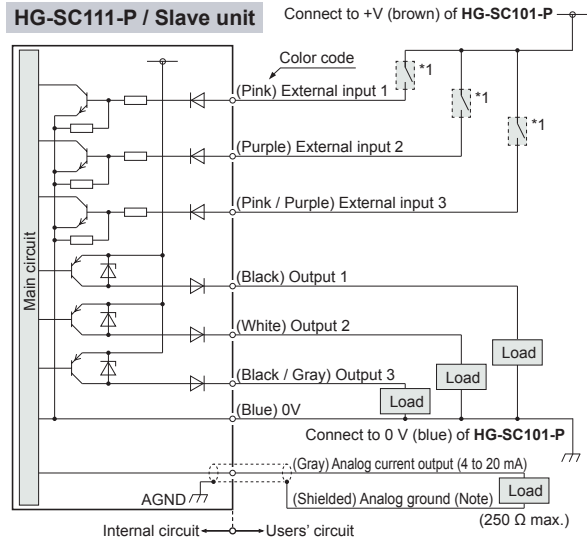 HG-SC111-P / Slave unit
Connect to +V (brown) of HG-SC101-P
Color code
*1
*1
*1
(Pink) External input 1
(Purple) External input 2
(Pink / Purple) External input 3
Main circuit
(Black) Output 1
(White) Output 2
(Black / Gray) Output 3
Load
Load
Load
(Blue) 0V
Connect to 0 V (blue) of HG-SC101-P
(Gray) Analog current output (4 to 20 mA)
AGND
(Shielded) Analog ground (Note)
Load
(250 Ω max.)
Internal circuit
Users' circuit